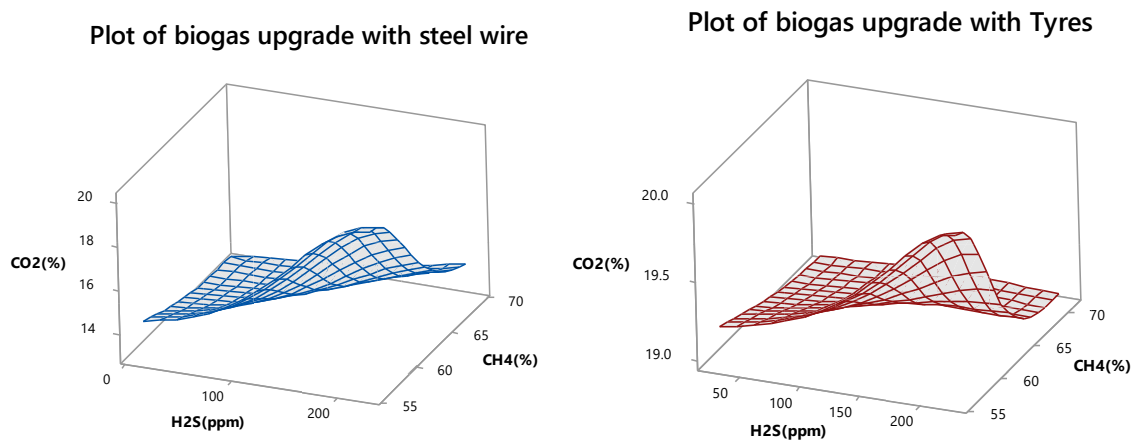 Plot of biogas upgrade with steel wire
20
18
CO2(%)
16
14
0
100
H2S(ppm)
200
55
60
CH4(%)
65
70
Plot of biogas upgrade with Tyres
20.0
CO2(%)
19.5
19.0
50
100
H2S(ppm)
150
200
55
60
CH4(%)
65
70